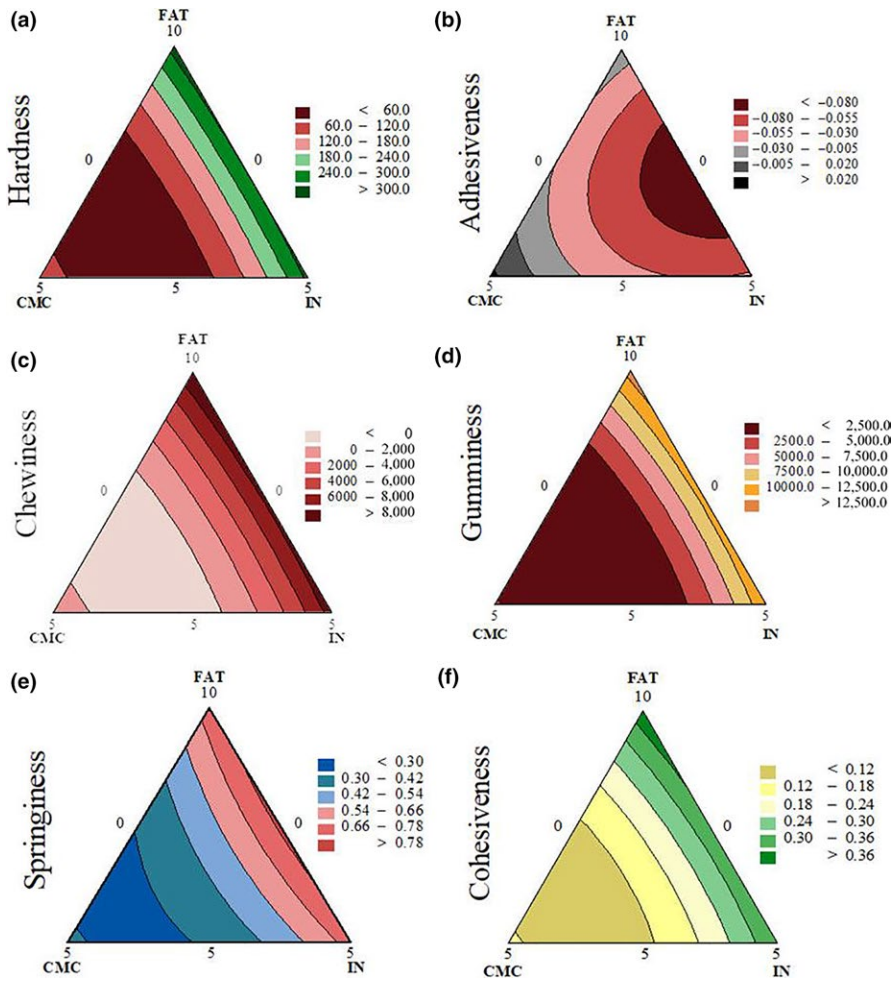 (a)
FAT
10
Hardness
< 60.0
60.0 – 120.0
120.0 – 180.0
180.0 – 240.0
240.0 – 300.0
> 300.0
0
0
5
5
5
CMC
IN
(b)
FAT
10
Adhesiveness
< −0.080
−0.080 – −0.055
−0.055 – −0.030
−0.030 – −0.005
−0.005 – 0.020
> 0.020
0
0
5
5
5
CMC
IN
(c)
FAT
10
Chewiness
< 0
0 – 2,000
2000 – 4,000
4000 – 6,000
6000 – 8,000
> 8,000
0
0
5
5
5
CMC
IN
(d)
FAT
10
Gumminess
< 2,500.0
2500.0 – 5,000.0
5000.0 – 7,500.0
7500.0 – 10,000.0
10000.0 – 12,500.0
> 12,500.0
0
0
5
5
5
CMC
IN
(e)
FAT
10
Springiness
< 0.30
0.30 – 0.42
0.42 – 0.54
0.54 – 0.66
0.66 – 0.78
> 0.78
0
0
5
5
5
CMC
IN
(f)
FAT
10
Cohesiveness
< 0.12
0.12 – 0.18
0.18 – 0.24
0.24 – 0.30
0.30 – 0.36
> 0.36
0
0
5
5
5
CMC
IN